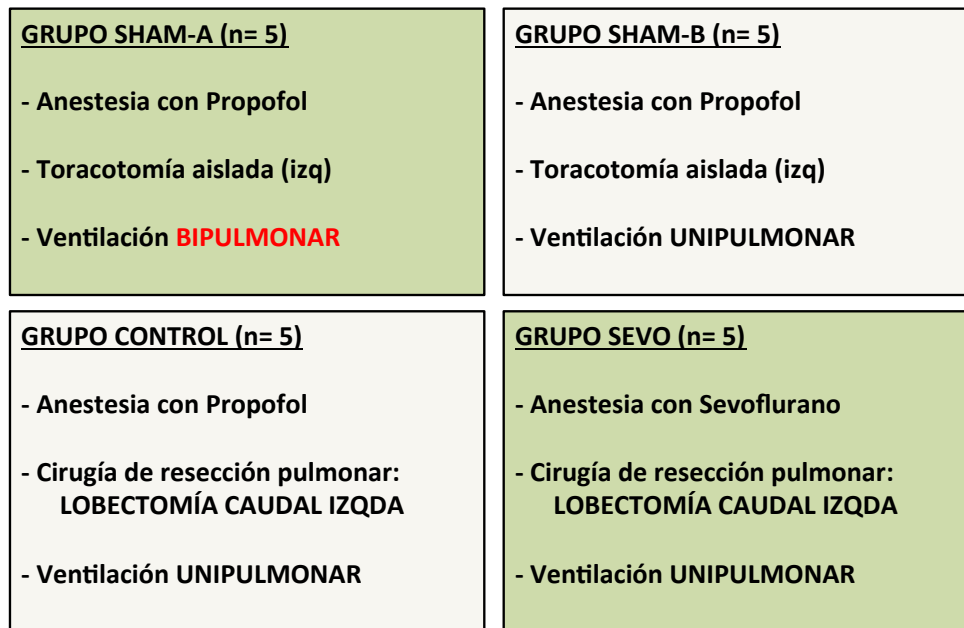 GRUPO SHAM-A (n= 5)
- Anestesia con Propofol
- Toracotomía aislada (izq)
- Ventilación BIPULMONAR
GRUPO SHAM-B (n= 5)
- Anestesia con Propofol
- Toracotomía aislada (izq)
- Ventilación UNIPULMONAR
GRUPO CONTROL (n= 5)
- Anestesia con Propofol
- Cirugía de resección pulmonar:
LOBECTOMÍA CAUDAL IZQDA
- Ventilación UNIPULMONAR
GRUPO SEVO (n= 5)
- Anestesia con Sevoflurano
- Cirugía de resección pulmonar:
LOBECTOMÍA CAUDAL IZQDA
- Ventilación UNIPULMONAR